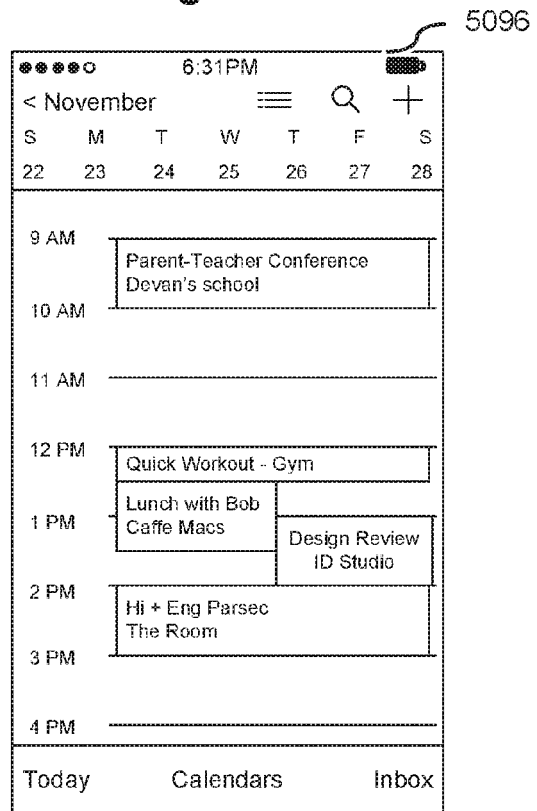 5096
6:31PM
< November
S M T W T F S
22 23 24 25 26 27 28
9 AM
Parent-Teacher Conference
Devan's school
10 AM
11 AM
12 PM
Quick Workout - Gym
Lunch with Bob
1 PM
Caffe Macs
Design Review
ID Studio
2 PM
Hi + Eng Parsec
The Room
3 PM
4 PM
Today Calendars Inbox